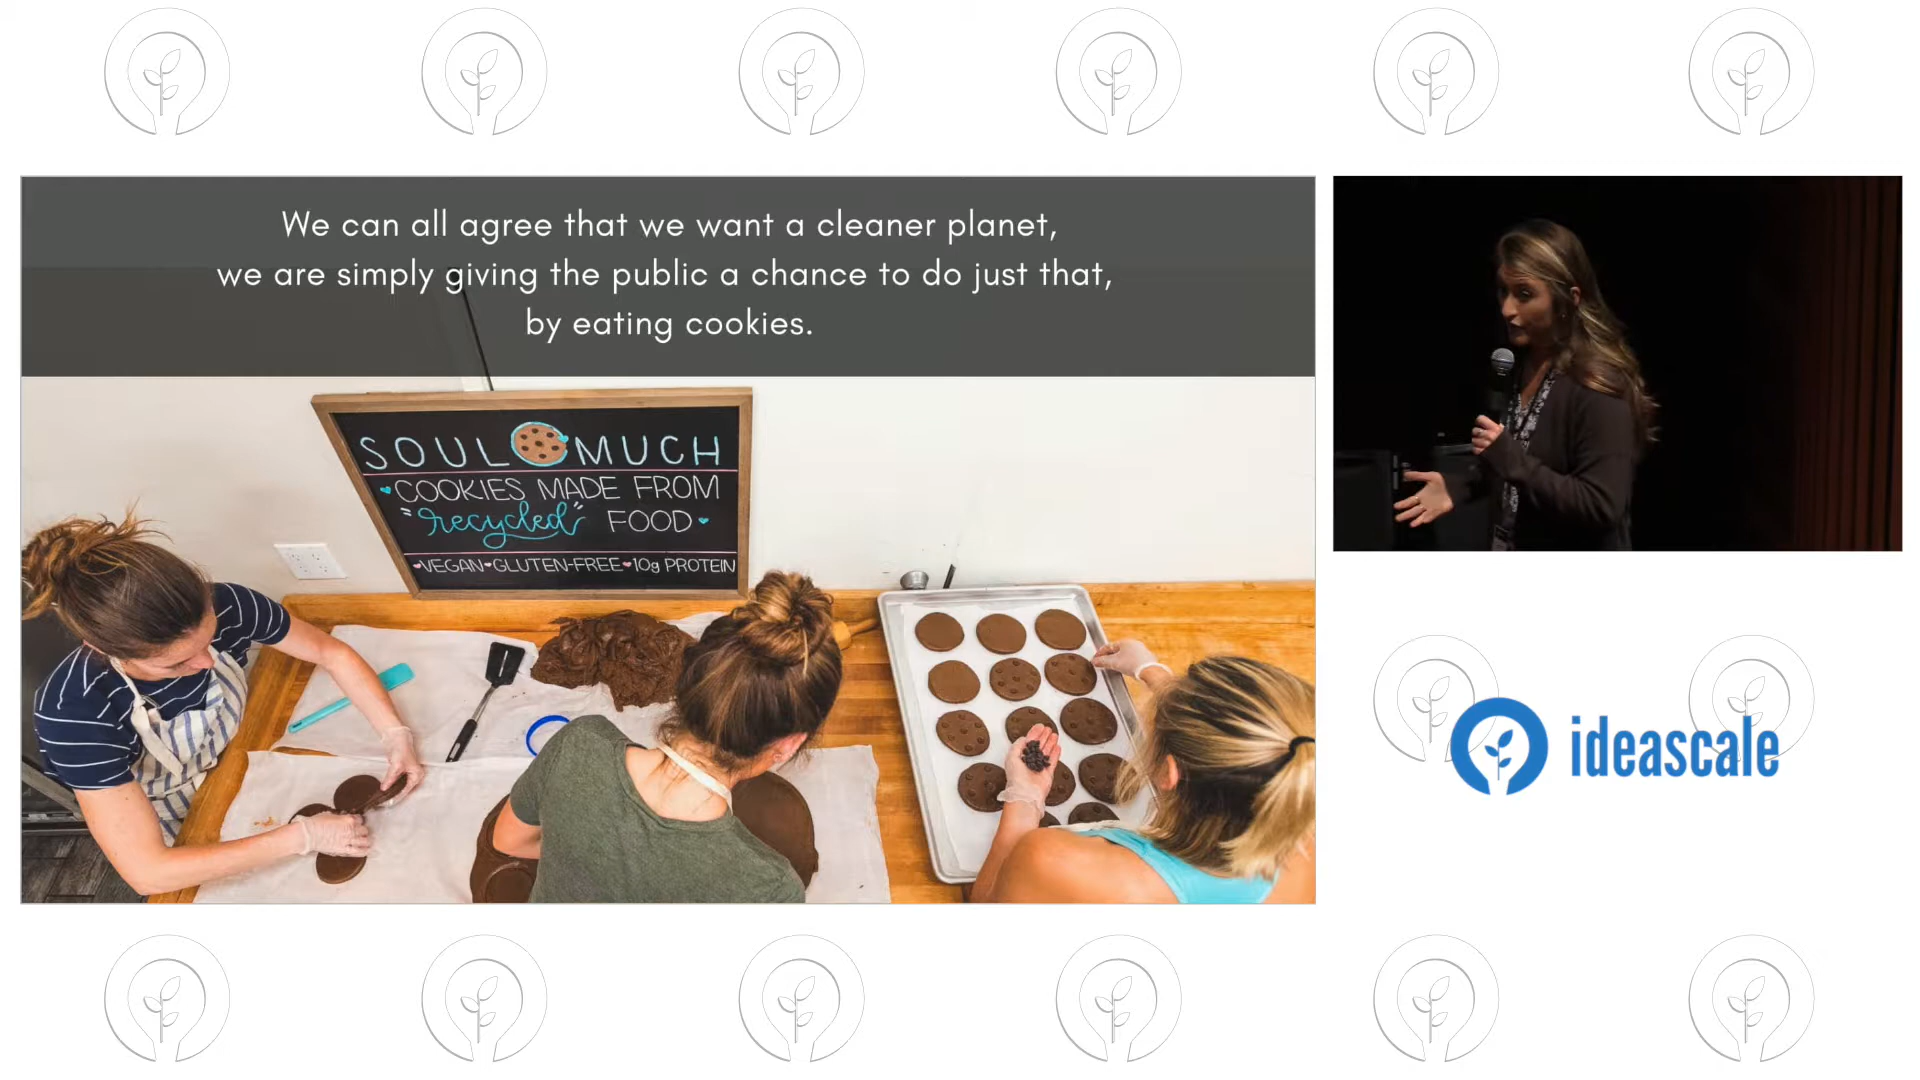 We can all agree that we want a cleaner planet,
we are simply giving the public a chance to do just that,
by eating cookies.
SOUL MUCH
COOKIES MADE FROM
"recycled" FOOD
VEGAN GLUTEN-FREE 10g PROTEIN
ideascale